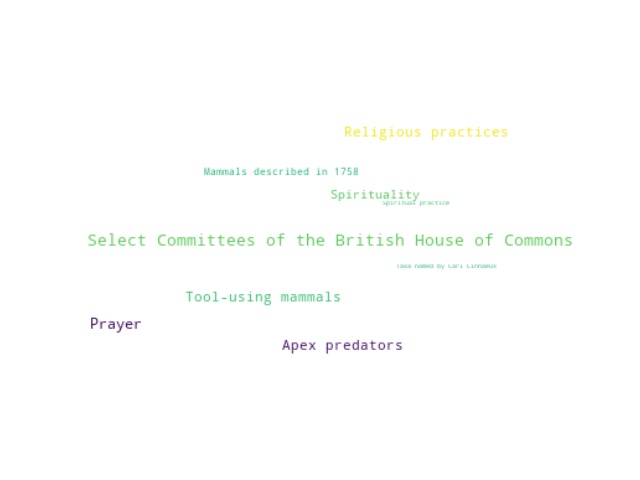 Religious practices
Mammals described in 1758
Spirituality
Spiritual practice
Select Committees of the British House of Commons
Taxa named by Carl Linnaeus
Tool-using mammals
Prayer
Apex predators